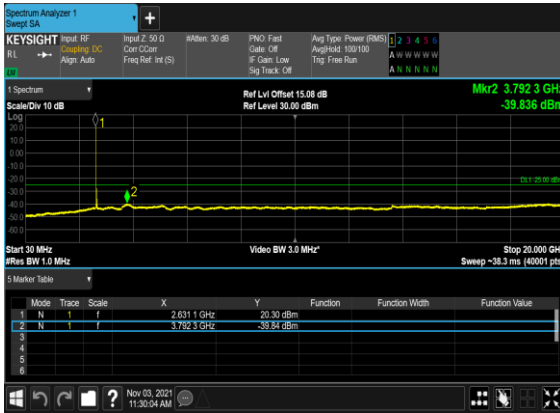 Spectrum Analyzer 1
Swept SA
+
KEYSIGHT Input: RF Input Z: 50 Ω #Atten: 30 dB PNO: Fast Avg Type: Power (RMS) 1 2 3 4 5 6
RL Coupling: DC Corr CCorr Gate: Off Avg|Hold: 100/100 A W W W W W
Align: Auto Freq Ref: Int (S) IF Gain: Low Trig: Free Run
Sig Track: Off A N N N N N
1 Spectrum Ref Lvl Offset 15.08 dB Mkr2 3.792 3 GHz
Scale/Div 10 dB Ref Level 30.00 dBm -39.836 dBm
Log
1
20.0
10.0
0.00
-10.0
-20.0
DL1 -25.00 dBm
-30.0
2
-40.0
-50.0
-60.0
Start 30 MHz Video BW 3.0 MHz* Stop 20.000 GHz
#Res BW 1.0 MHz Sweep ~38.3 ms (40001 pts)
5 Marker Table
Mode Trace Scale X Y Function Function Width Function Value
1 N 1 f 2.631 1 GHz 20.30 dBm
2 N 1 f 3.792 3 GHz -39.84 dBm
3
4
5
6
? Nov 03, 2021
11:30:04 AM